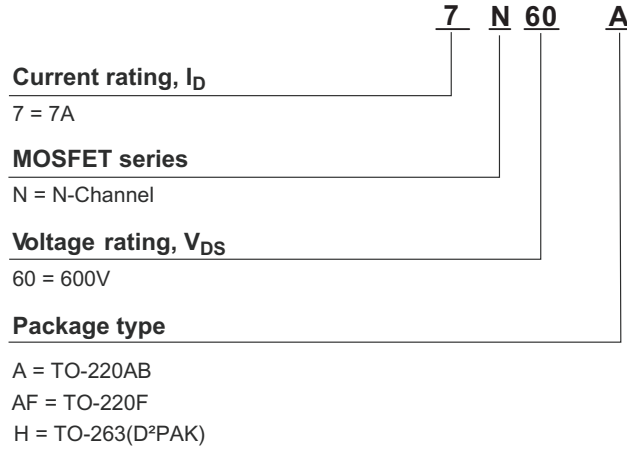 7 N 60 A
Current rating, ID
7 = 7A
MOSFET series
N = N-Channel
Voltage rating, VDS
60 = 600V
Package type
A = TO-220AB
AF = TO-220F
H = TO-263(D²PAK)